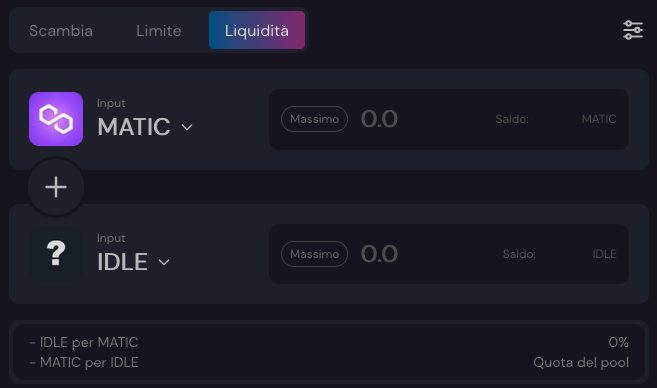 Scambia Limite Liquidità
Input
MATIC
Massimo 0.0 Saldo: MATIC
Input
? IDLE
Massimo 0.0 Saldo: IDLE
- IDLE per MATIC 0%
- MATIC per IDLE Quota del pool